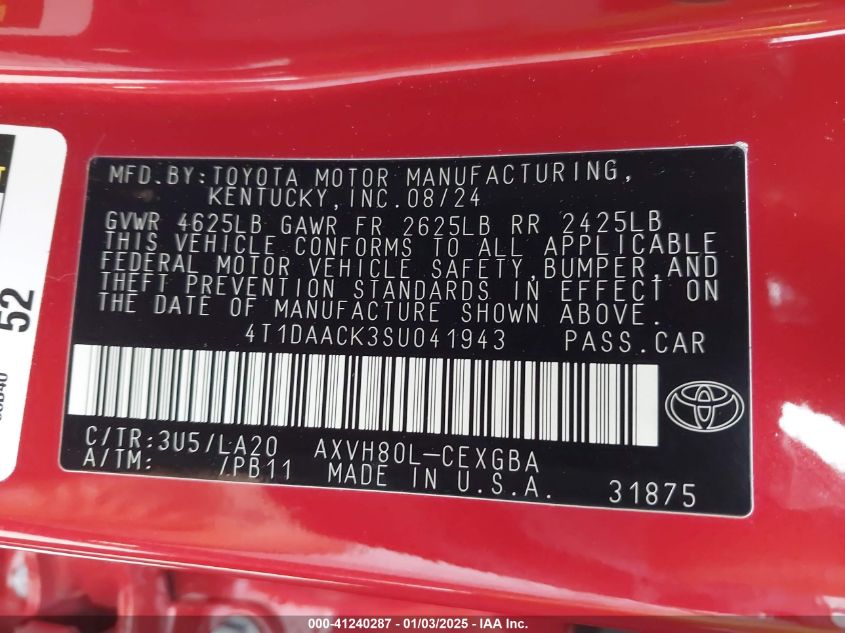 MFD.BY:TOYOTA MOTOR MANUFACTURING,
KENTUCKY,INC.08/24
GVWR 4625LB GAWR FR 2625LB RR 2425LB
THIS VEHICLE CONFORMS TO ALL APPLICABLE
FEDERAL MOTOR VEHICLE SAFETY,BUMPER,AND
THEFT PREVENTION STANDARDS IN EFFECT ON
THE DATE OF MANUFACTURE SHOWN ABOVE.
4T1DAACK3SU041943 PASS.CAR
C/TR:3U5/LA20 AXVH80L-CEXGBA
A/TM: /PB11 MADE IN U.S.A. 31875
52
000-41240287 - 01/03/2025 - IAA Inc.